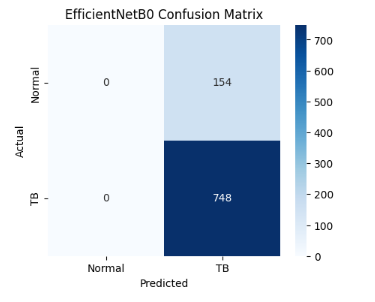 EfficientNetB0 Confusion Matrix
Actual
Normal
0
154
TB
0
748
Normal
TB
Predicted
700
600
500
400
300
200
100
0